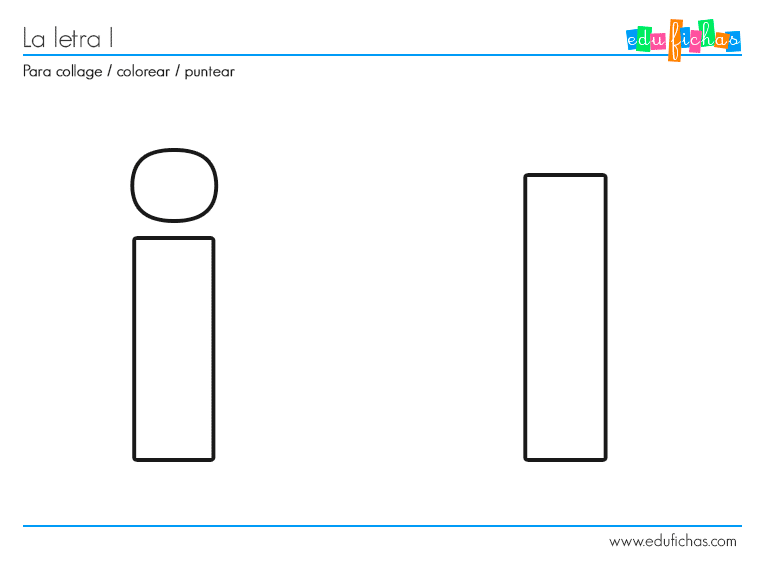 La letra I
edufichas
Para collage / colorear / puntear
i I
www.edufichas.com